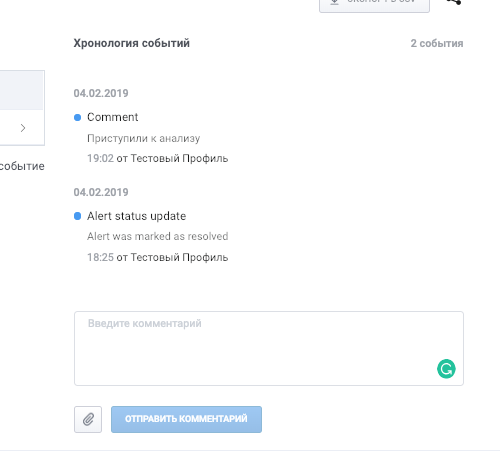 Хронология событий
2 события
событие
04.02.2019
Comment
Приступили к анализу
19:02 от Тестовый Профиль
04.02.2019
Alert status update
Alert was marked as resolved
18:25 от Тестовый Профиль
Введите комментарий
ОТПРАВИТЬ КОММЕНТАРИЙ